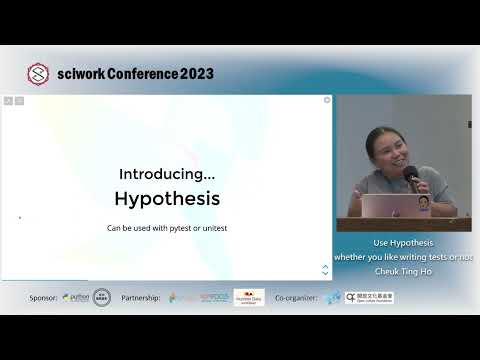 sciwork Conference 2023
Introducing...
Hypothesis
Can be used with pytest or unitest
Use Hypothesis
whether you like writing tests or not
Cheuk Ting Ho
Sponsor:
python
Partnership:
Co-organizer:
開放文化基金會
Open Culture Foundation